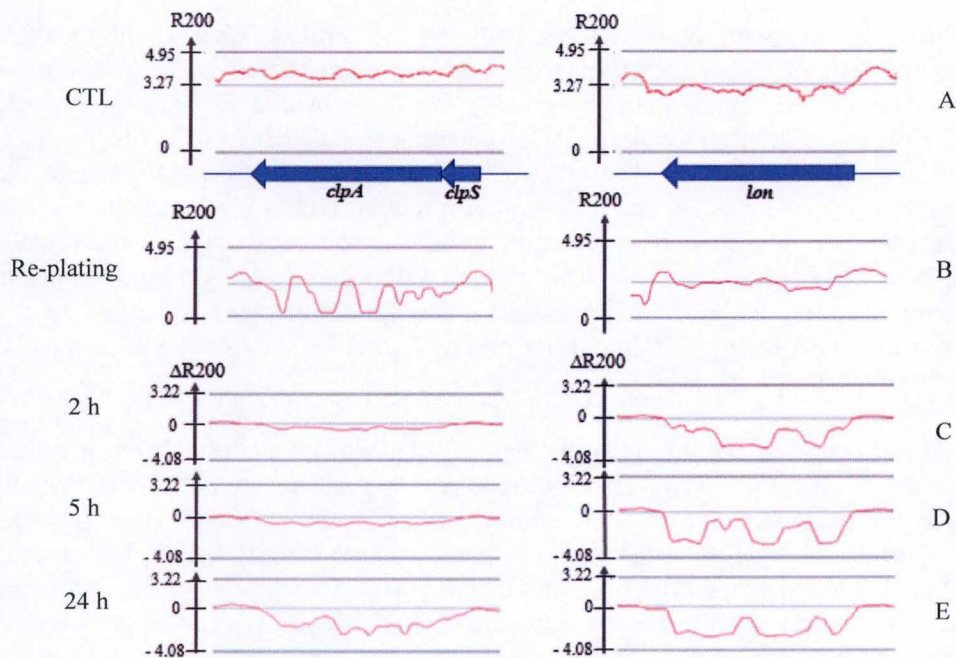 R200 R200
4.95 4.95
CTL 3.27 3.27 A
0 0
clpA clpS lon
R200 R200
4.95 4.95
Re-plating B
0 0
ΔR200 ΔR200
2 h 3.22 3.22
0 0 C
-4.08 -4.08
5 h 3.22 3.22
0 0 D
-4.08 -4.08
24 h 3.22 3.22
0 0 E
-4.08 -4.08